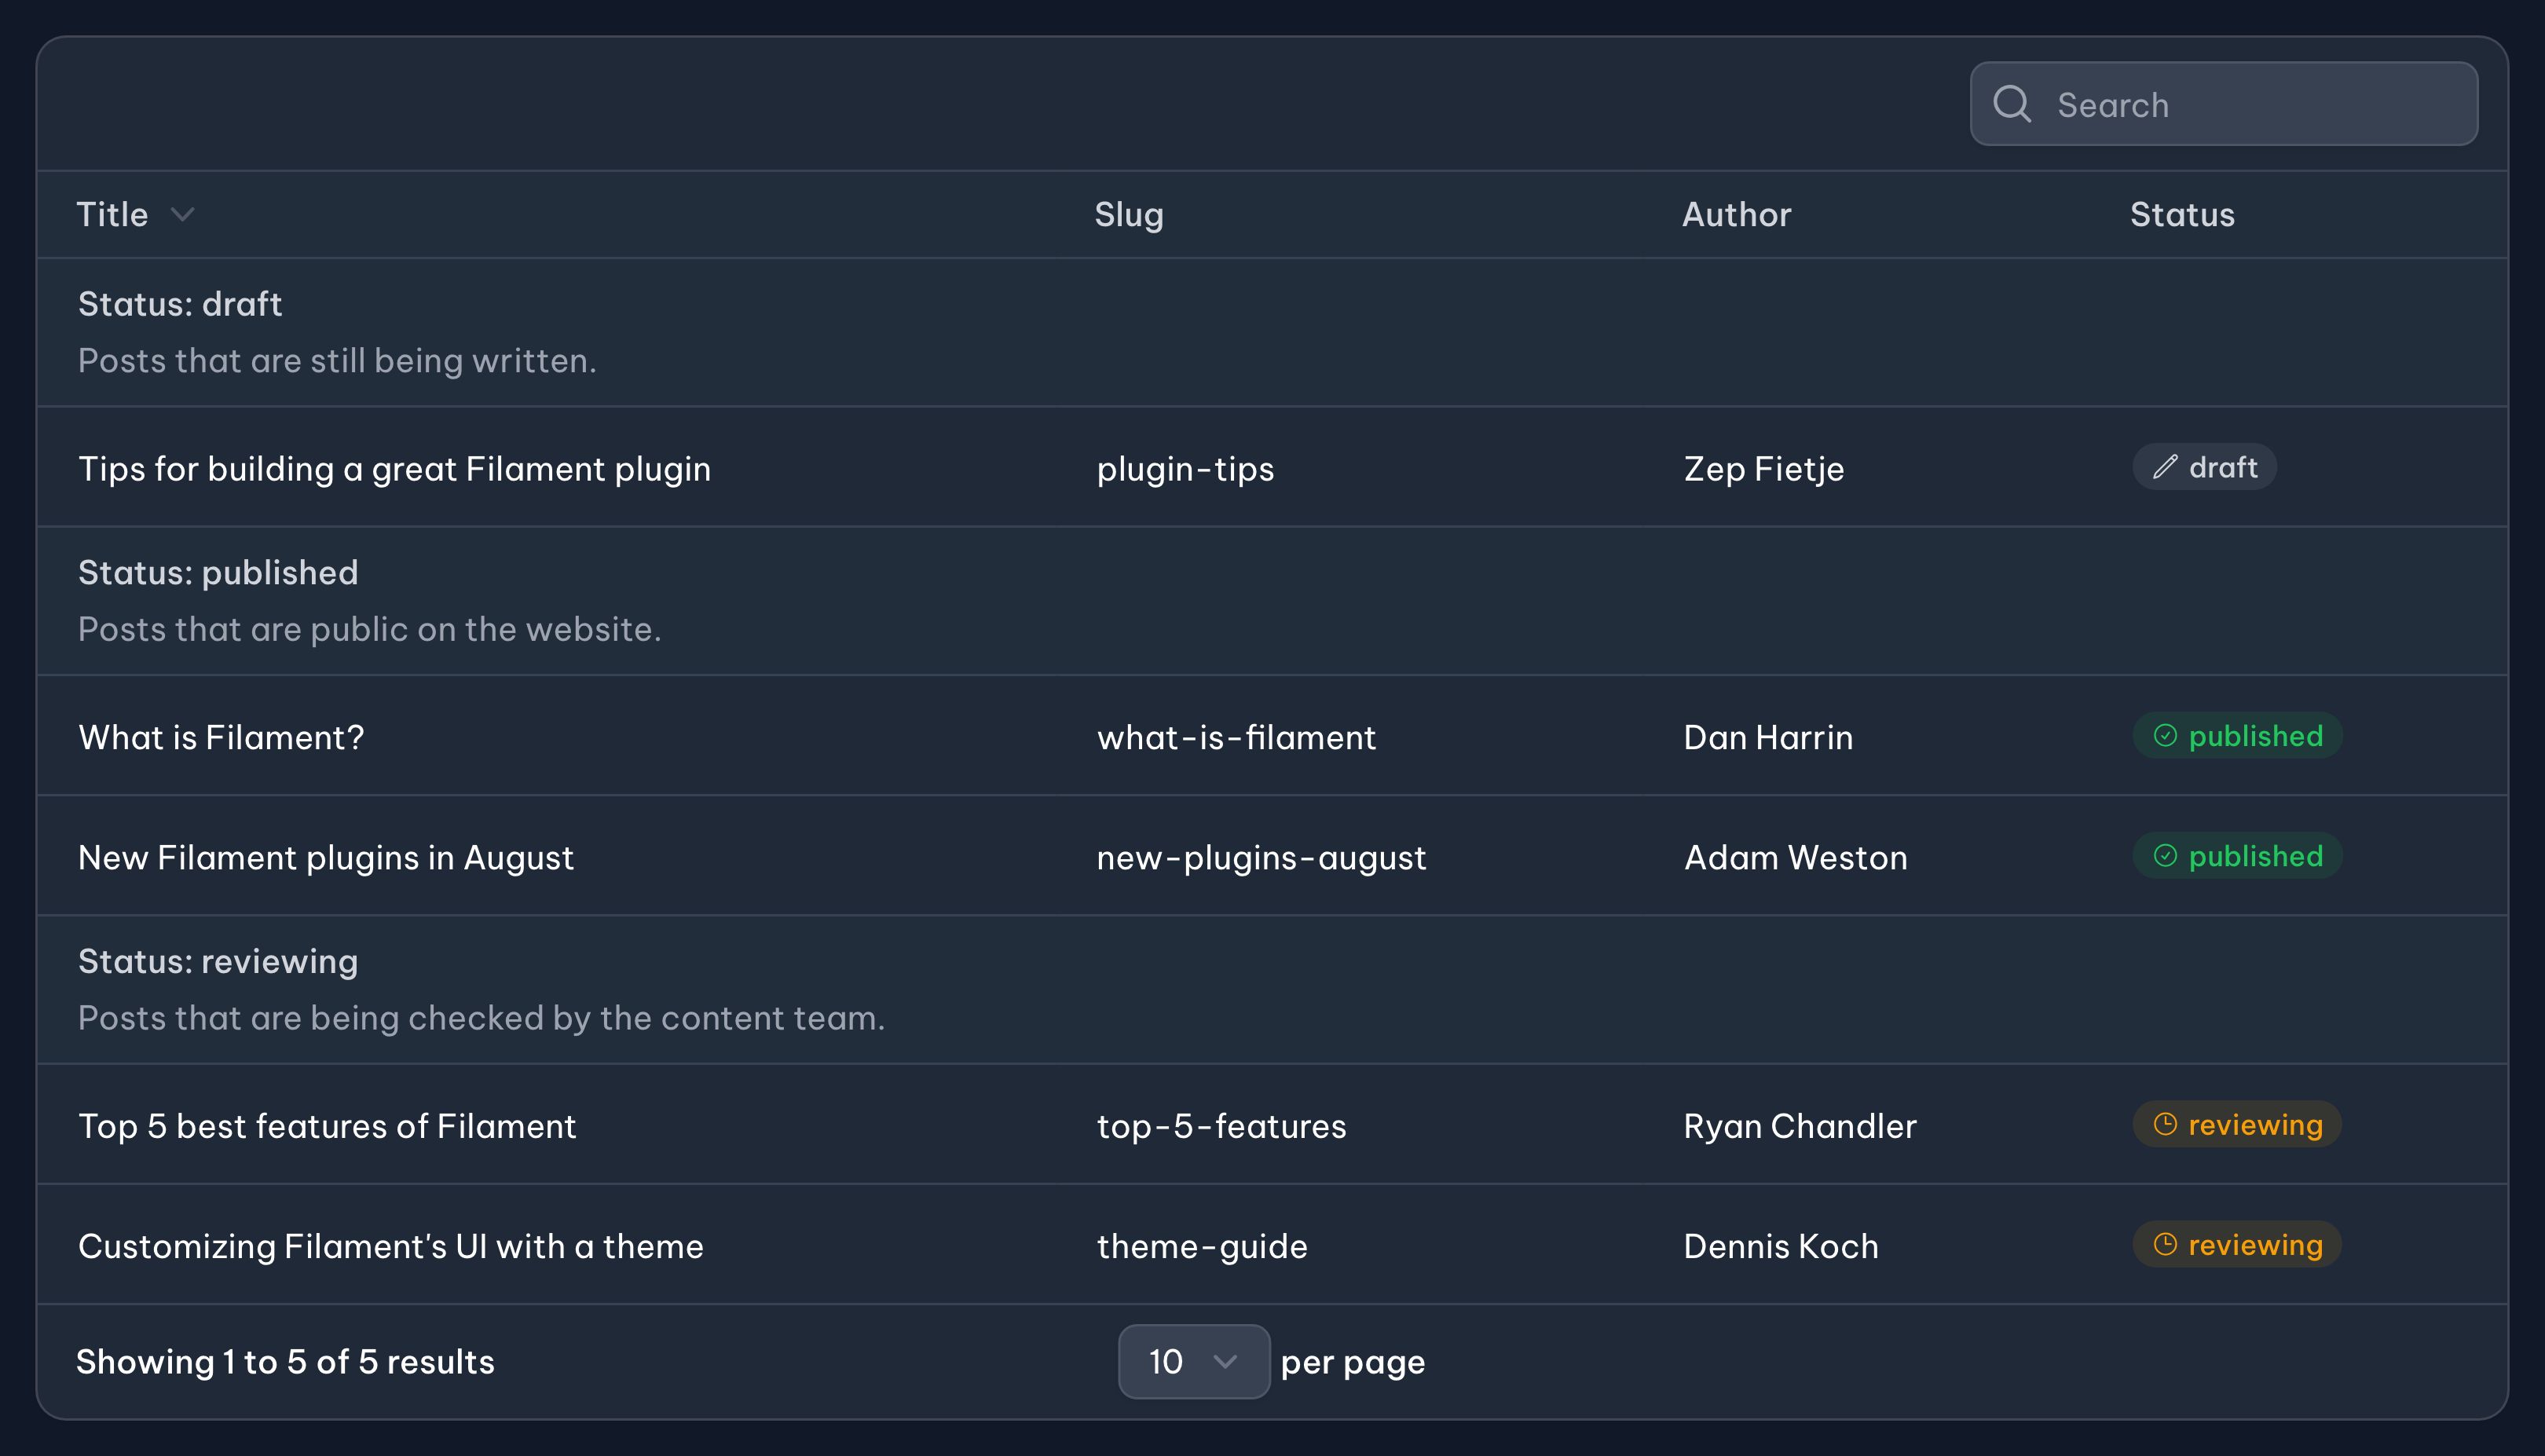 Search
Title Slug Author Status
Status: draft
Posts that are still being written.
Tips for building a great Filament plugin plugin-tips Zep Fietje draft
Status: published
Posts that are public on the website.
What is Filament? what-is-filament Dan Harrin published
New Filament plugins in August new-plugins-august Adam Weston published
Status: reviewing
Posts that are being checked by the content team.
Top 5 best features of Filament top-5-features Ryan Chandler reviewing
Customizing Filament's UI with a theme theme-guide Dennis Koch reviewing
Showing 1 to 5 of 5 results 10 per page